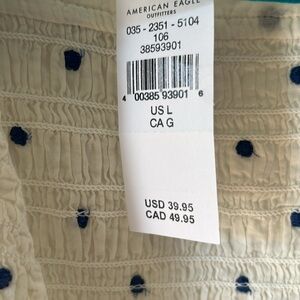 AMERICAN EAGLE
OUTFITTERS
035 - 2351 - 5104
106
38593901
4 00385 93901 6
US L
CA G
USD 39.95
CAD 49.95